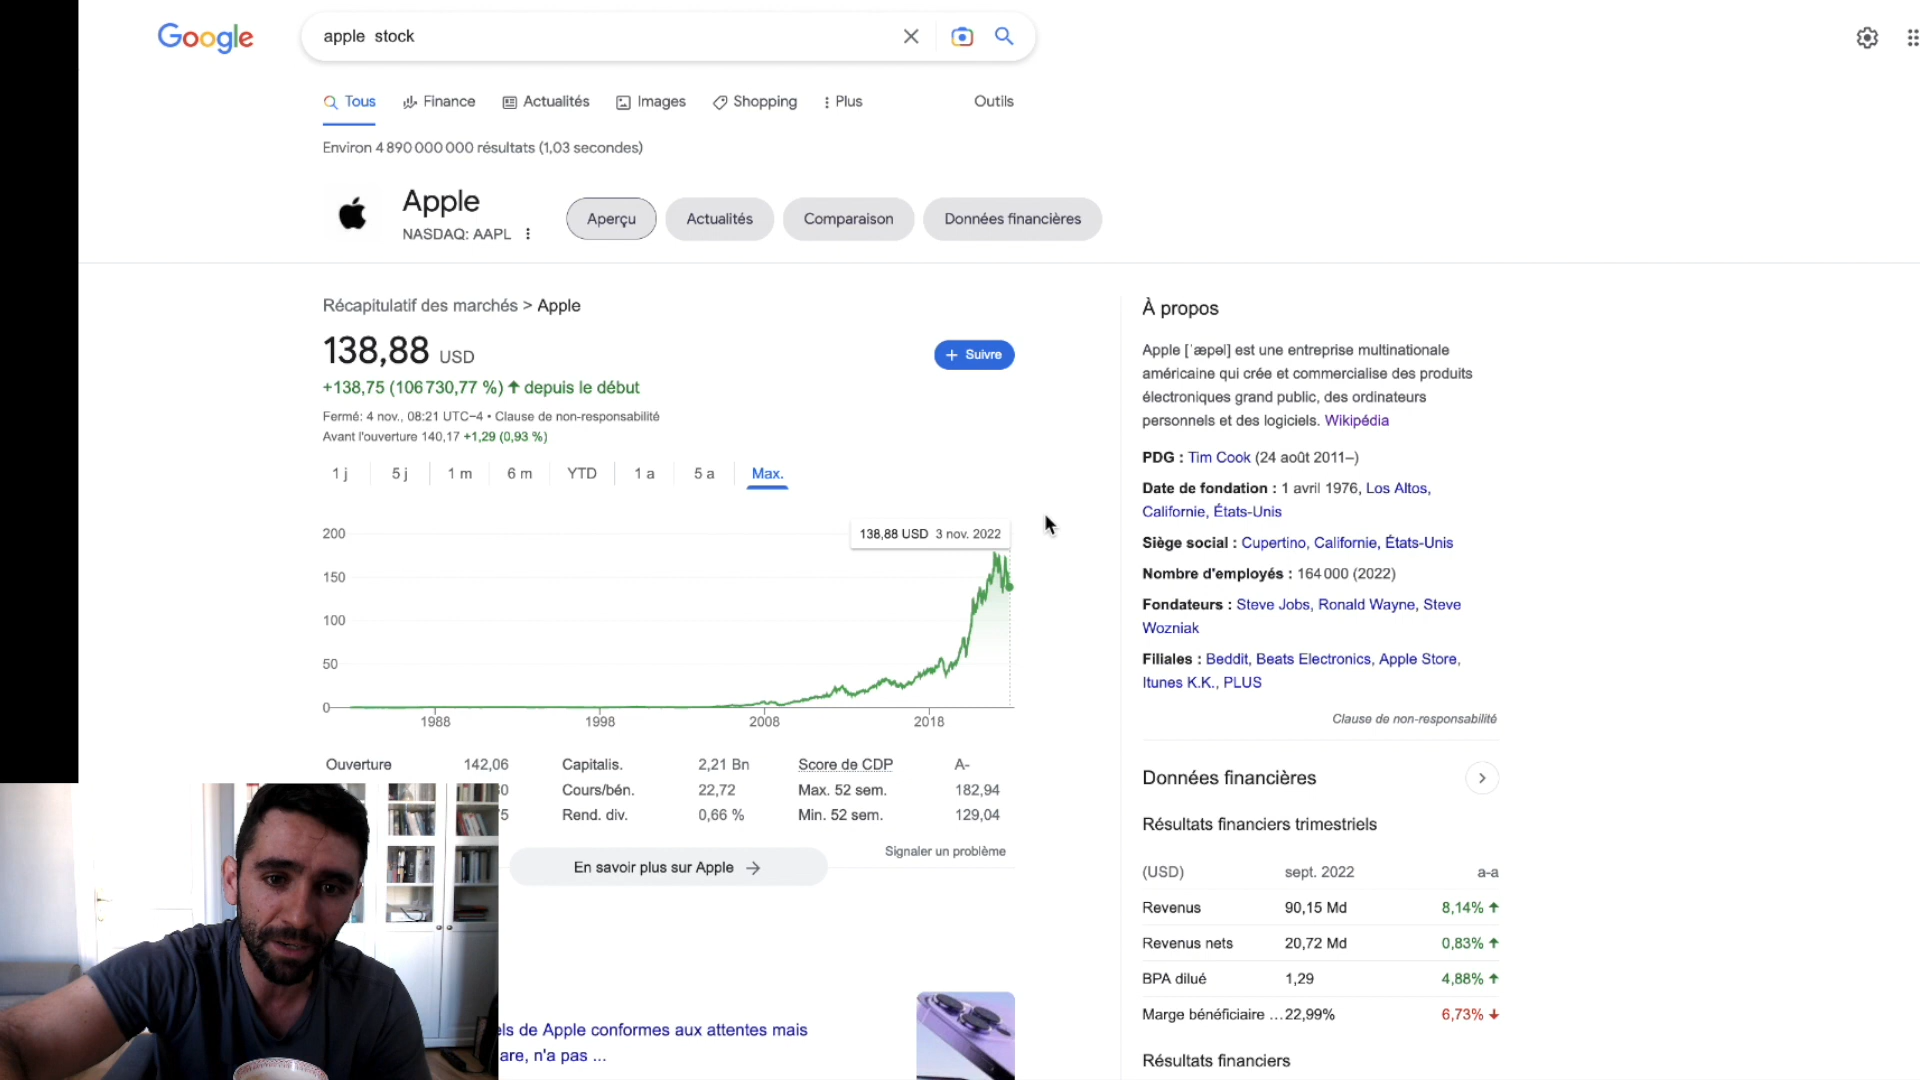 Google
apple stock
Tous
Finance
Actualités
Images
Shopping
Plus
Outils
Environ 4 890 000 000 résultats (1,03 secondes)
Apple
NASDAQ: AAPL
Aperçu
Actualités
Comparaison
Données financières
Récapitulatif des marchés > Apple
138,88 USD
+ Suivre
+138,75 (106 730,77 %) ↑ depuis le début
Fermé: 4 nov., 08:21 UTC−4 • Clause de non-responsabilité
Avant l'ouverture 140,17 +1,29 (0,93 %)
1 j
5 j
1 m
6 m
YTD
1 a
5 a
Max.
138,88 USD 3 nov. 2022
200
150
100
50
0
1988
1998
2008
2018
Ouverture 142,06
Capitalis. 2,21 Bn
Score de CDP A-
Cours/bén. 22,72
Max. 52 sem. 182,94
Rend. div. 0,66 %
Min. 52 sem. 129,04
Signaler un problème
En savoir plus sur Apple →
els de Apple conformes aux attentes mais
are, n'a pas ...
À propos
Apple [ˈæpəl] est une entreprise multinationale
américaine qui crée et commercialise des produits
électroniques grand public, des ordinateurs
personnels et des logiciels. Wikipédia
PDG : Tim Cook (24 août 2011–)
Date de fondation : 1 avril 1976, Los Altos,
Californie, États-Unis
Siège social : Cupertino, Californie, États-Unis
Nombre d'employés : 164 000 (2022)
Fondateurs : Steve Jobs, Ronald Wayne, Steve
Wozniak
Filiales : Beddit, Beats Electronics, Apple Store,
Itunes K.K., PLUS
Clause de non-responsabilité
Données financières
Résultats financiers trimestriels
(USD) sept. 2022 a-a
Revenus 90,15 Md 8,14% ↑
Revenus nets 20,72 Md 0,83% ↑
BPA dilué 1,29 4,88% ↑
Marge bénéficiaire ... 22,99% 6,73% ↓
Résultats financiers